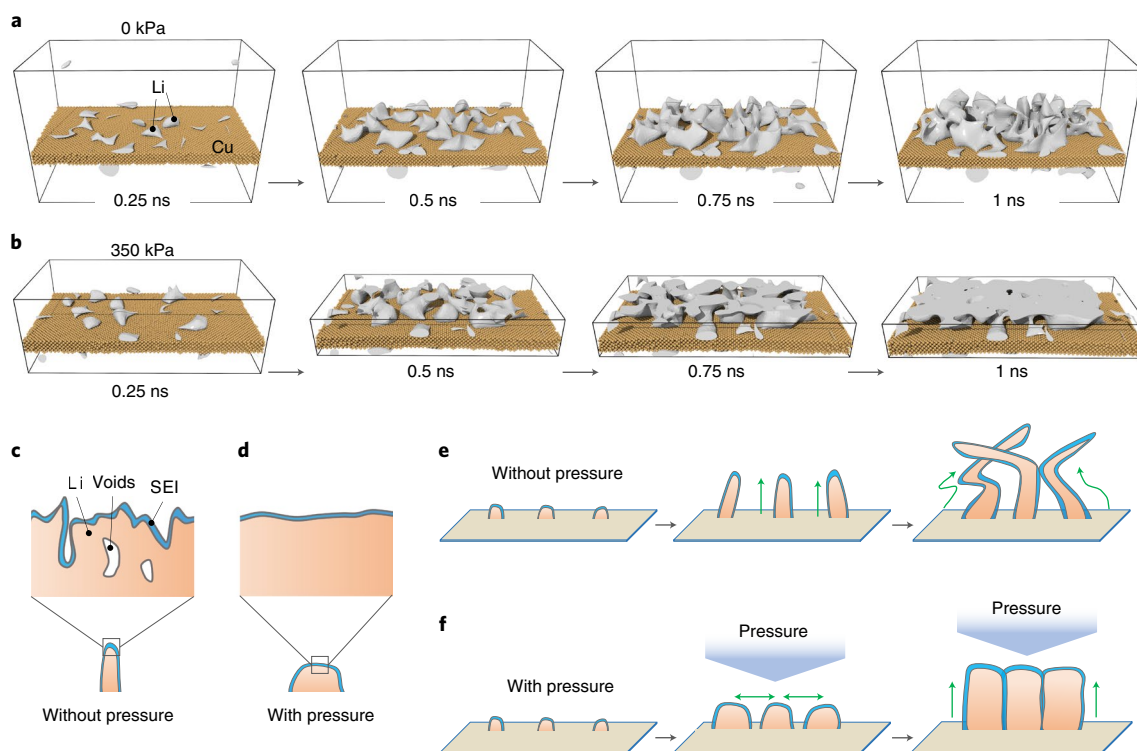 a
0 kPa
Li
Cu
0.25 ns
0.5 ns
0.75 ns
1 ns
b
350 kPa
0.25 ns
0.5 ns
0.75 ns
1 ns
c
Li
Voids
SEI
Without pressure
d
With pressure
e
Without pressure
f
With pressure
Pressure
Pressure